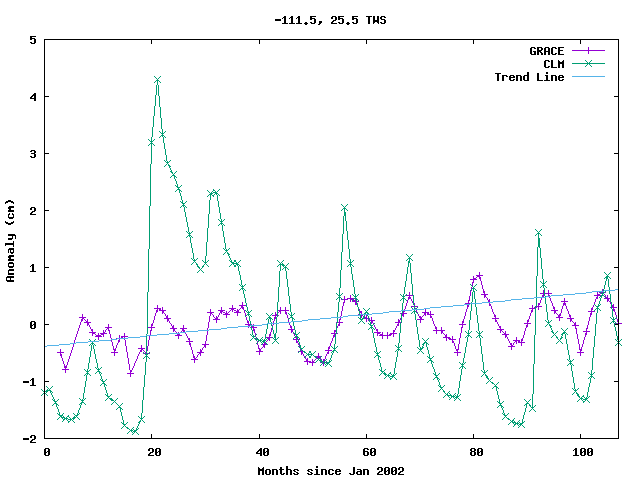 -111.5, 25.5 TWS
GRACE
CLM
Trend Line
5
4
3
2
1
0
-1
-2
Anomaly (cm)
0 20 40 60 80 100
Months since Jan 2002